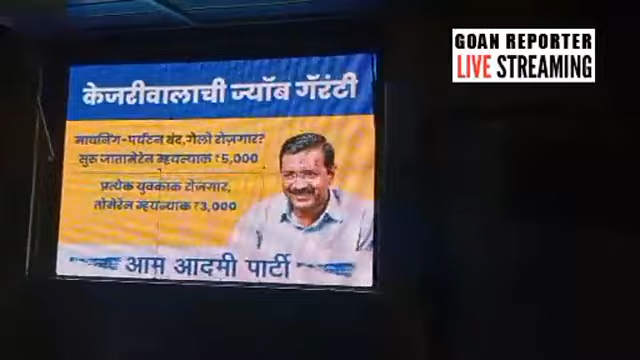 GOAN REPORTER
LIVE STREAMING
केजरीवालाची ज्यॉब गॅरंटी
मायनिंग-पर्यटन बंद, गेलो रोजगार?
सुरु जातामेरेन म्हयन्याक ₹5,000
प्रत्येक युवकाक रोजगार,
तोमेरेन म्हयन्याक ₹3,000
आम आदमी पार्टी